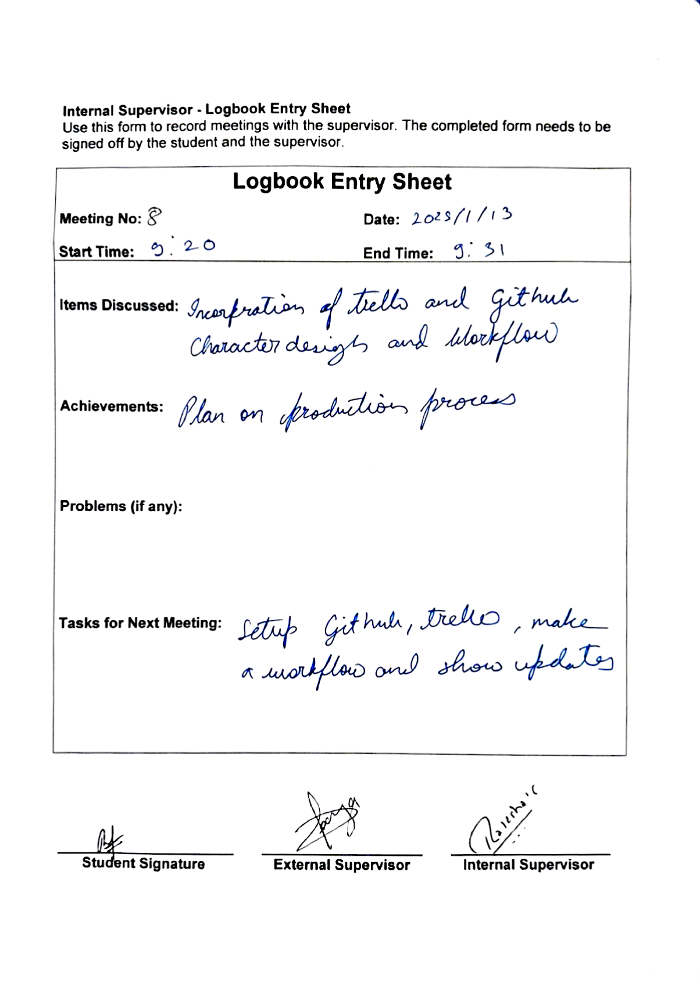 Internal Supervisor - Logbook Entry Sheet
Use this form to record meetings with the supervisor. The completed form needs to be
signed off by the student and the supervisor.
Logbook Entry Sheet
Meeting No: 8 Date: 2025/1/13
Start Time: 9:20 End Time: 9:31
Items Discussed: Incorpration of trello and Github
Character designs and Workflow
Achievements: Plan on production process
Problems (if any):
Tasks for Next Meeting: Setup Github, trello, make
a workflow and show updates
Student Signature External Supervisor Internal Supervisor